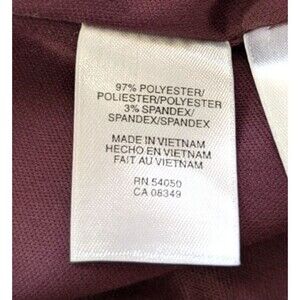 97% POLYESTER/
POLIESTER/POLYESTER
3% SPANDEX/
SPANDEX/SPANDEX
MADE IN VIETNAM
HECHO EN VIETNAM
FAIT AU VIETNAM
RN 54050
CA 08349